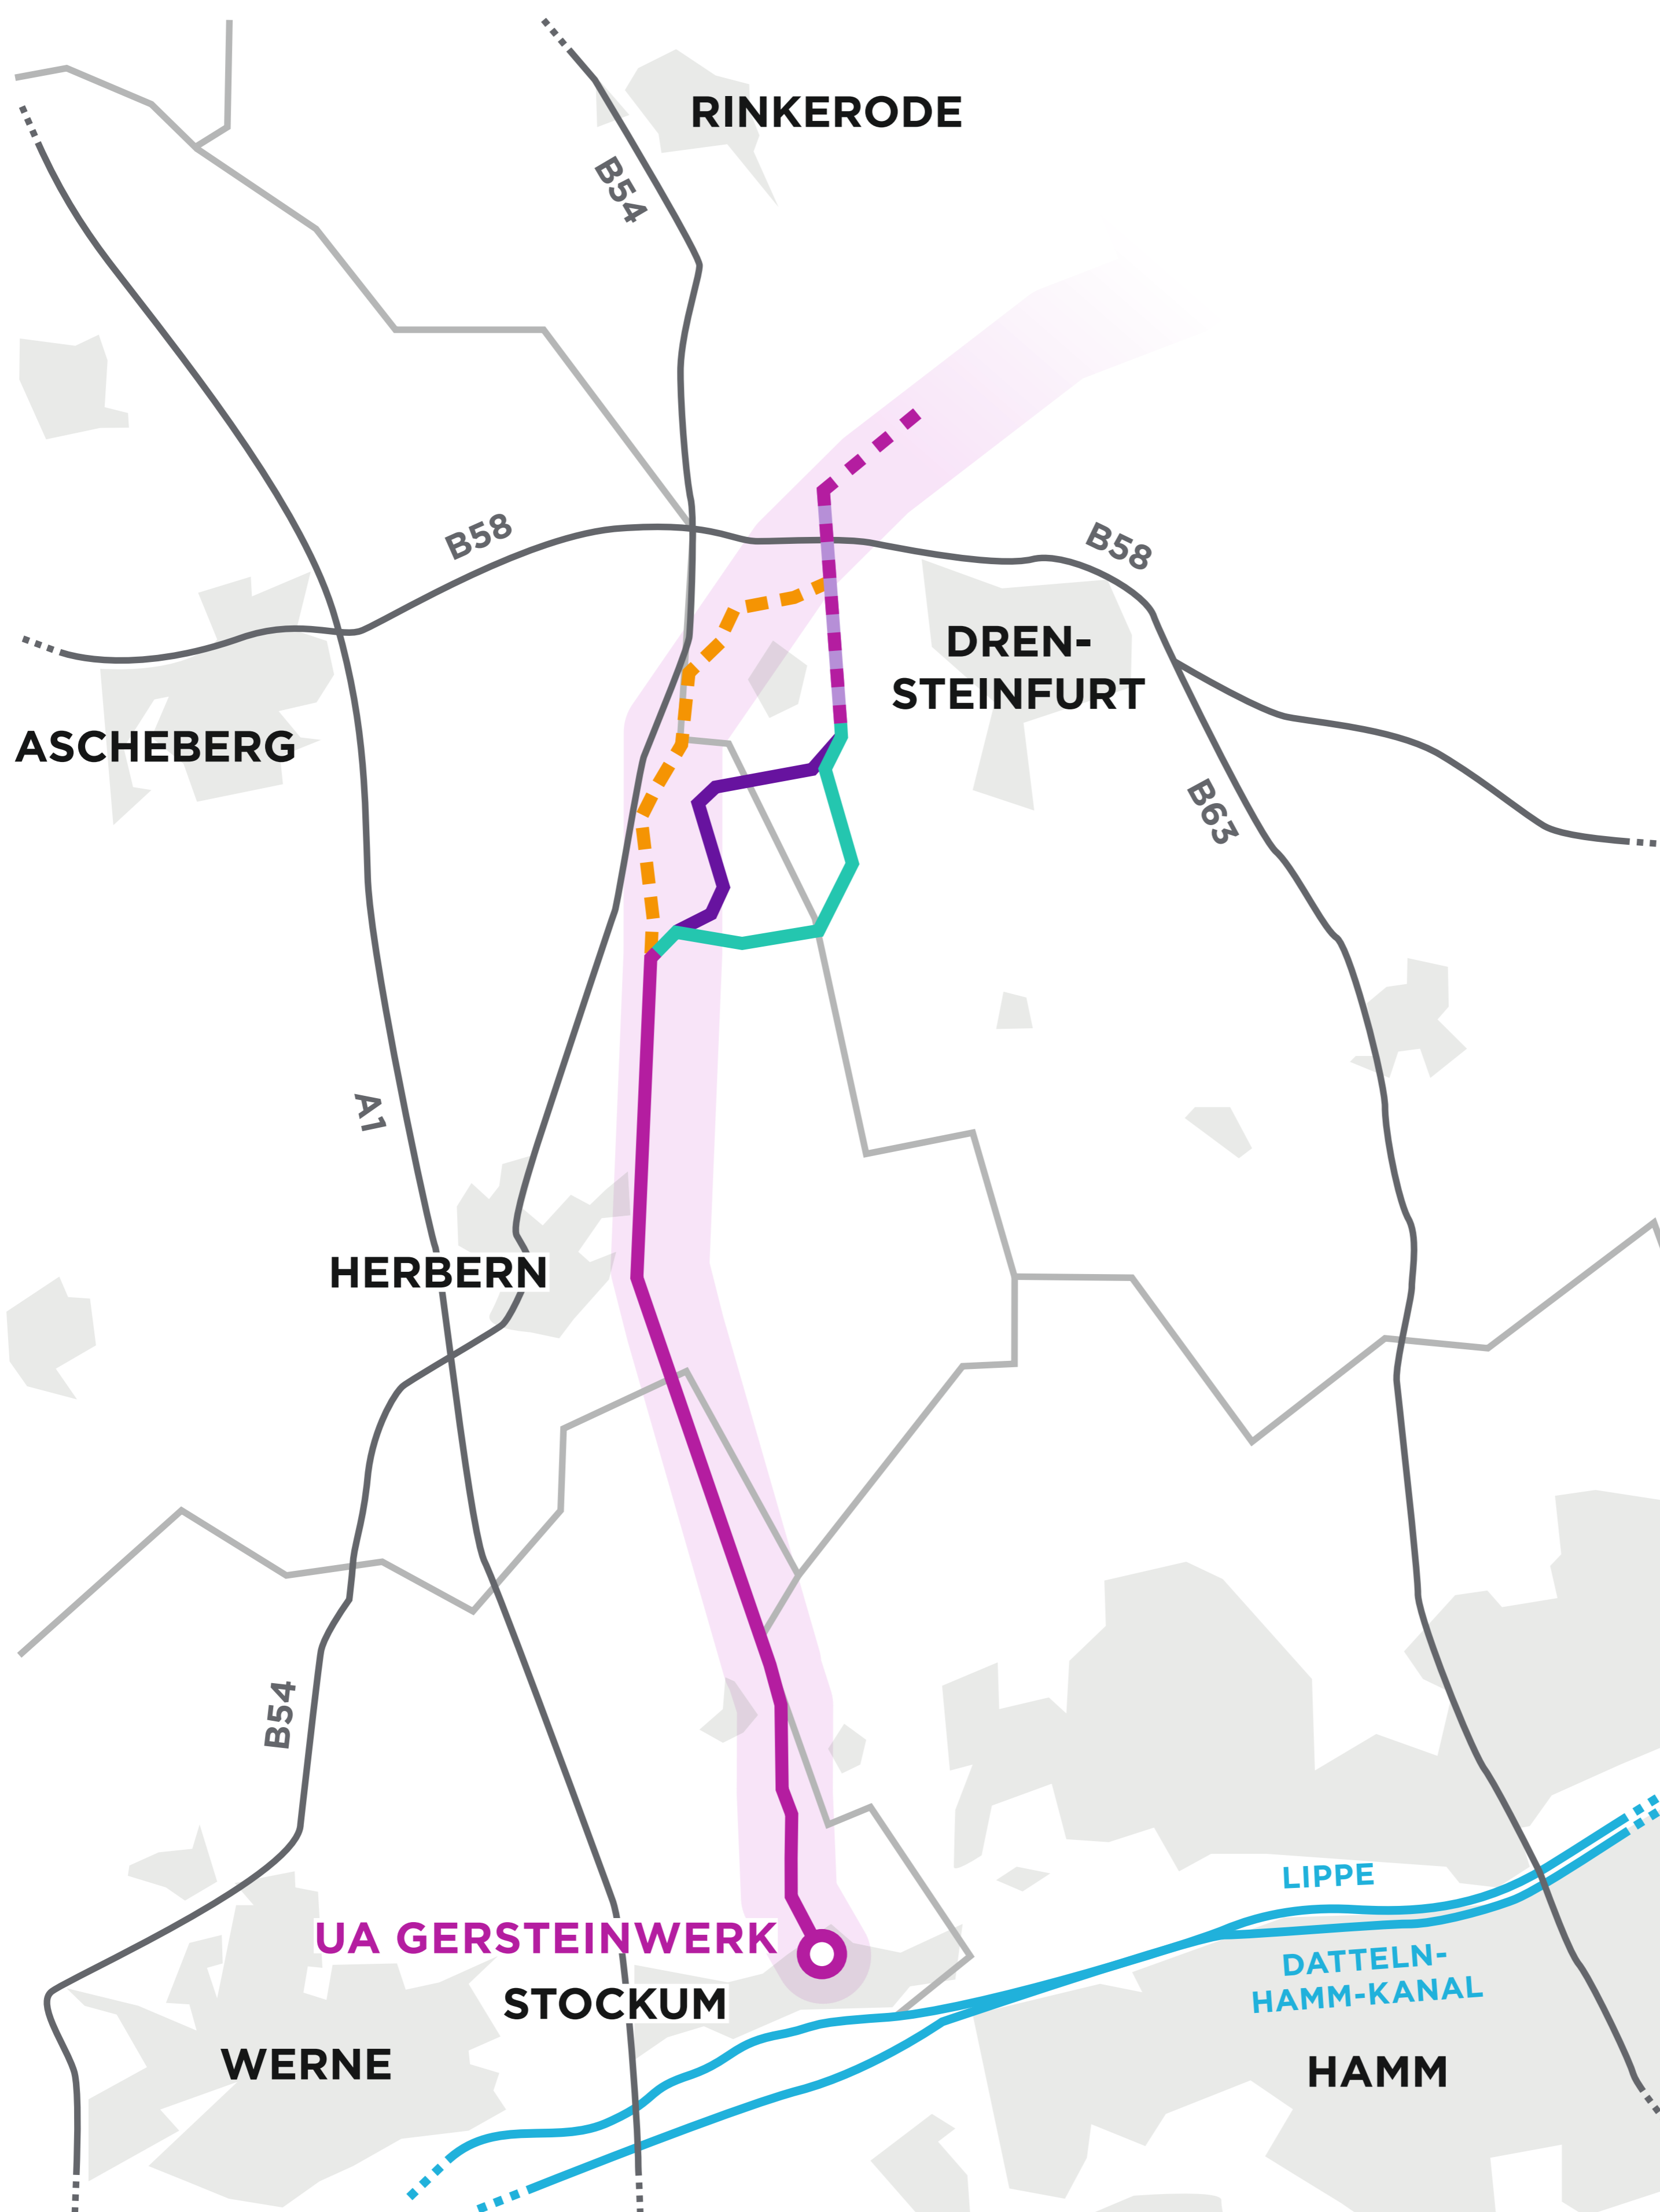 RINKERODE
B54
B58
B58
DREN-
STEINFURT
ASCHEBERG
B63
A1
HERBERN
B54
LIPPE
UA GERSTEINWERK
DATTELN-
HAMM-KANAL
STOCKUM
WERNE
HAMM